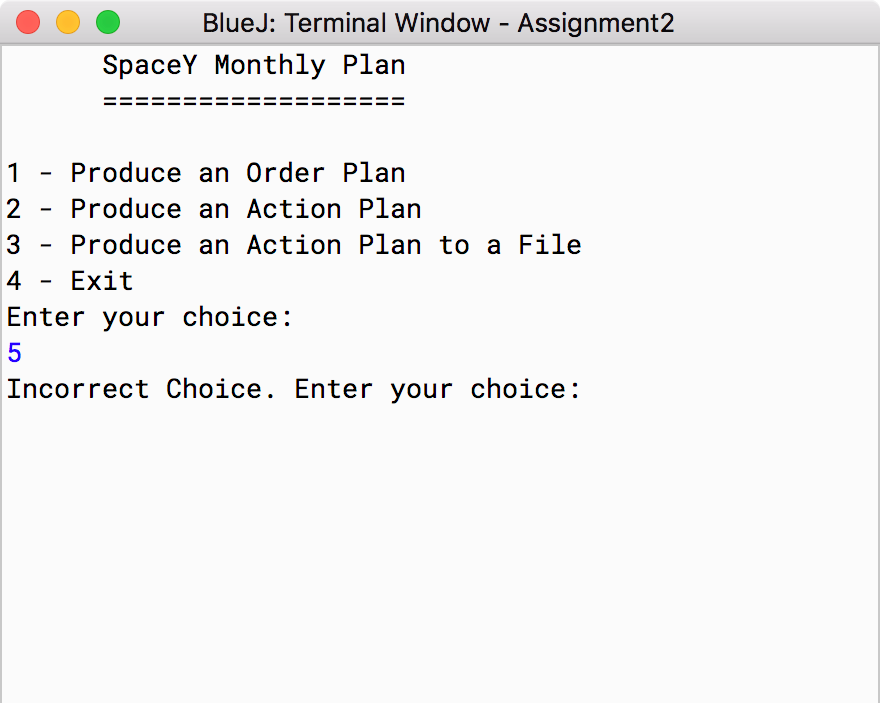 BlueJ: Terminal Window - Assignment2
SpaceY Monthly Plan
===================
1 - Produce an Order Plan
2 - Produce an Action Plan
3 - Produce an Action Plan to a File
4 - Exit
Enter your choice:
5
Incorrect Choice. Enter your choice: